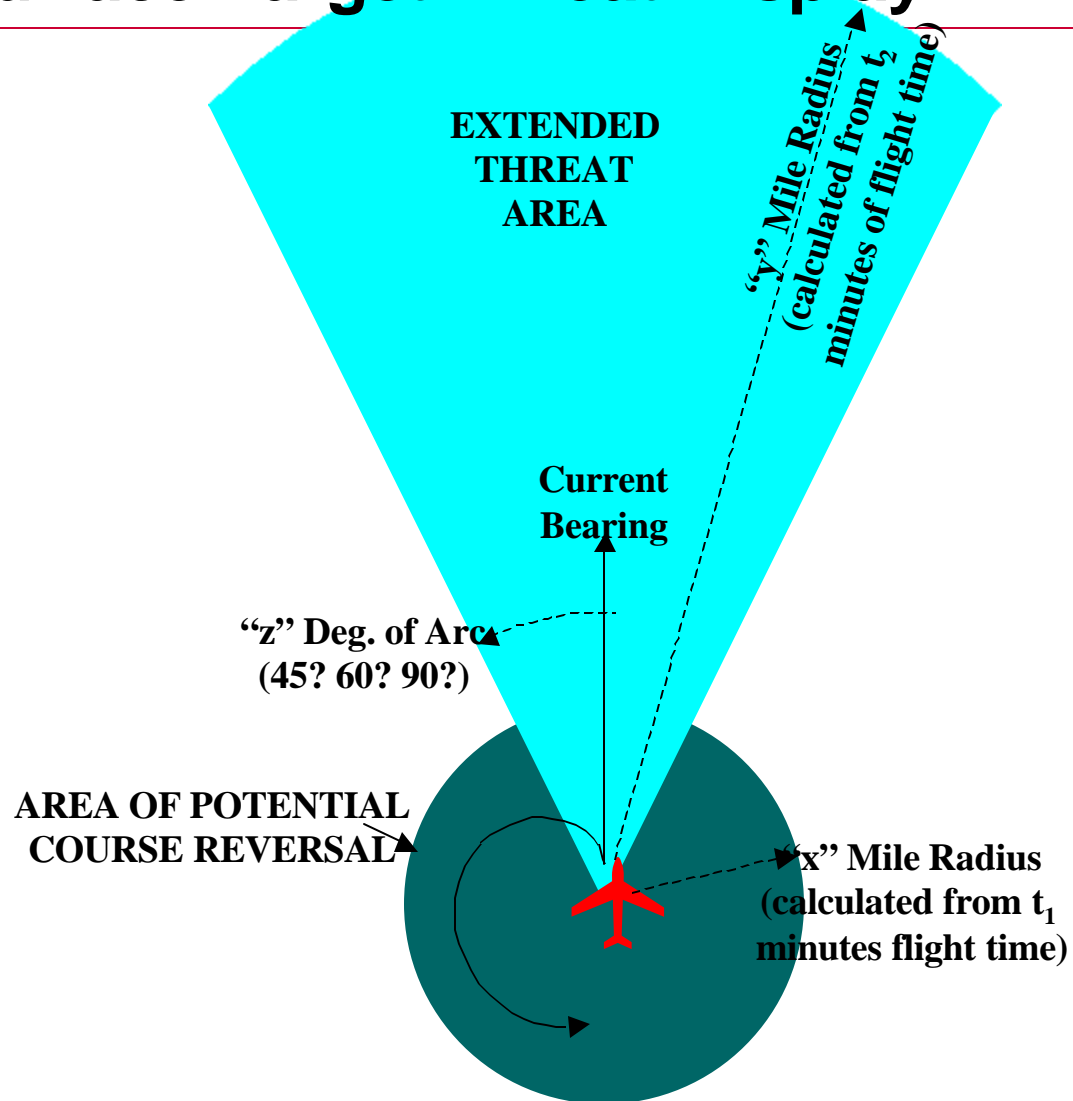 EXTENDED
THREAT
AREA
“y” Mile Radius
(calculated from t2
minutes of flight time)
Current
Bearing
“z” Deg. of Arc
(45? 60? 90?)
AREA OF POTENTIAL
COURSE REVERSAL
“x” Mile Radius
(calculated from t1
minutes flight time)